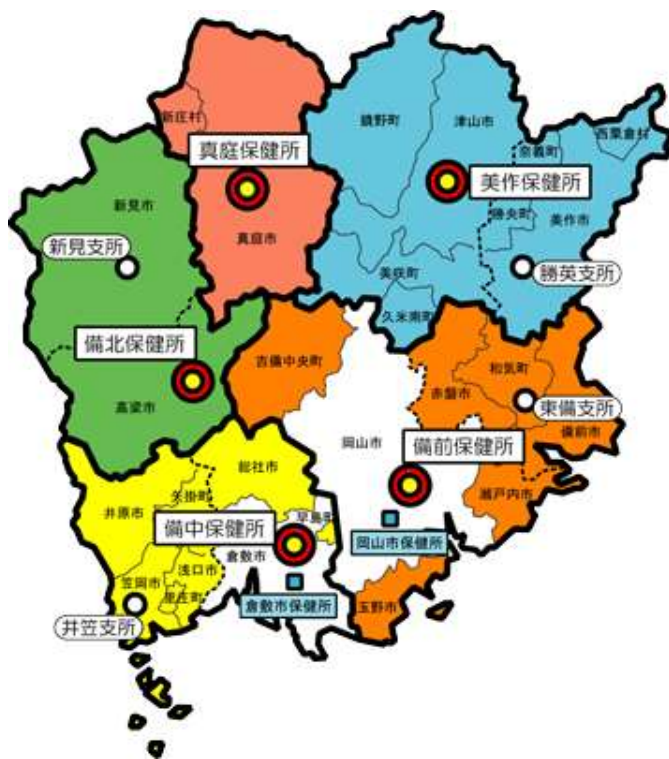 鏡野町
津山市
新庄村
西粟倉村
奈義町
真庭保健所
美作保健所
新見市
勝央町
美作市
真庭市
新見支所
美咲町
勝英支所
久米南町
備北保健所
吉備中央町
和気町
赤磐市
高梁市
東備支所
備前市
岡山市
備前保健所
総社市
矢掛町
瀬戸内市
井原市
早島町
備中保健所
岡山市保健所
倉敷市
浅口市
笠岡市
里庄町
倉敷市保健所
玉野市
井笠支所